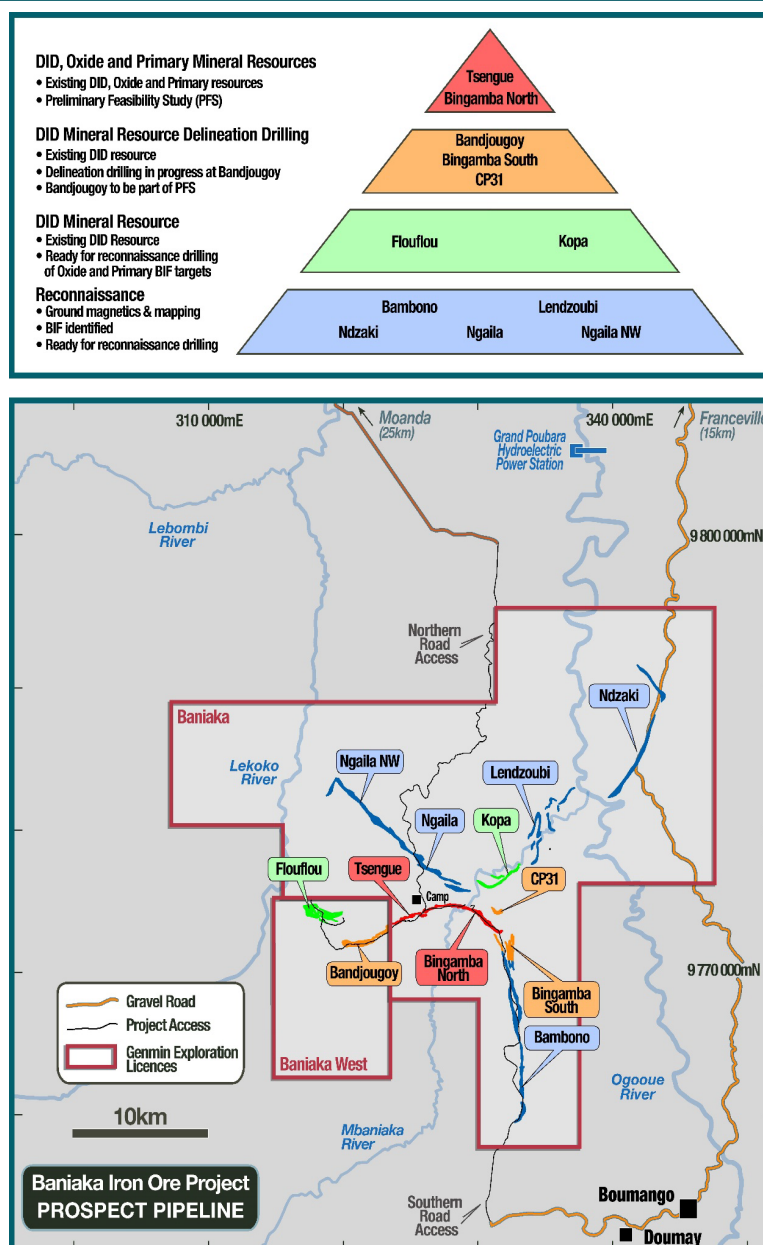 DID, Oxide and Primary Mineral Resources
• Existing DID, Oxide and Primary resources
• Preliminary Feasibility Study (PFS)
Tsengue
Bingamba North
DID Mineral Resource Delineation Drilling
• Existing DID resource
• Delineation drilling in progress at Bandjougoy
• Bandjougoy to be part of PFS
Bandjougoy
Bingamba South
CP31
DID Mineral Resource
• Existing DID Resource
• Ready for reconnaissance drilling
of Oxide and Primary BIF targets
Flouflou Kopa
Reconnaissance
• Ground magnetics & mapping
• BIF identified
• Ready for reconnaissance drilling
Bambono Lendzoubi
Ndzaki Ngaila Ngaila NW
310 000mE
Moanda
(25km)
340 000mE
Franceville
(15km)
Grand Poubara
Hydroelectric
Power Station
Lebombi
River
9 800 000mN
Northern
Road
Access
Ndzaki
Baniaka
Lekoko
River
Ngaila NW
Lendzoubi
Ngaila
Kopa
Flouflou
Tsengue
CP31
Camp
Bandjougoy
Bingamba
North
9 770 000mN
Bingamba
South
Bambono
Gravel Road
Project Access
Genmin Exploration
Licences
Baniaka West
Ogooue
River
10km
Mbaniaka
River
Baniaka Iron Ore Project
PROSPECT PIPELINE
Southern
Road
Access
Boumango
Doumay